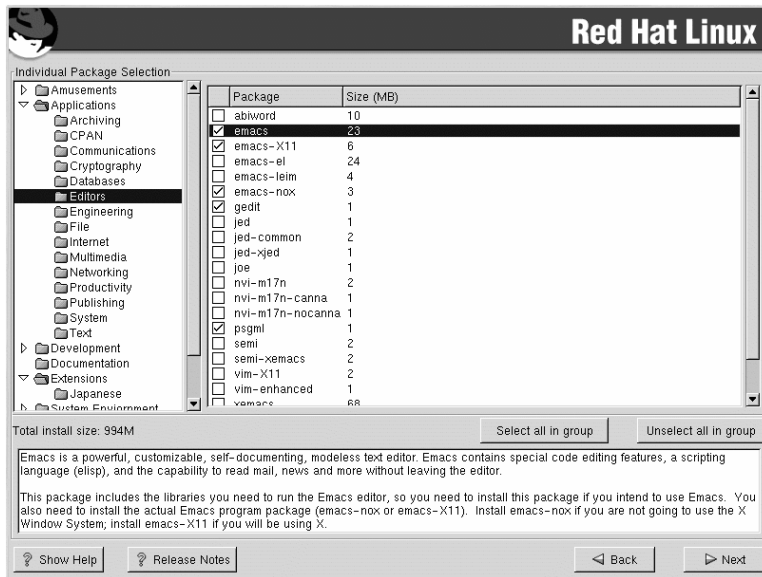 Red Hat Linux
Individual Package Selection
Amusements
Applications
Archiving
CPAN
Communications
Cryptography
Databases
Editors
Engineering
File
Internet
Multimedia
Networking
Productivity
Publishing
System
Text
Development
Documentation
Extensions
Japanese
System Enviornment
Package Size (MB)
abiword 10
emacs 23
emacs-X11 6
emacs-el 24
emacs-leim 4
emacs-nox 3
gedit 1
jed 1
jed-common 2
jed-xjed 1
joe 1
nvi-m17n 2
nvi-m17n-canna 1
nvi-m17n-nocanna 1
psgml 1
semi 2
semi-xemacs 2
vim-X11 2
vim-enhanced 1
xemacs 68
Total install size: 994M
Select all in group
Unselect all in group
Emacs is a powerful, customizable, self-documenting, modeless text editor. Emacs contains special code editing features, a scripting
language (elisp), and the capability to read mail, news and more without leaving the editor.
This package includes the libraries you need to run the Emacs editor, so you need to install this package if you intend to use Emacs. You
also need to install the actual Emacs program package (emacs-nox or emacs-X11). Install emacs-nox if you are not going to use the X
Window System; install emacs-X11 if you will be using X.
? Show Help
? Release Notes
Back
Next